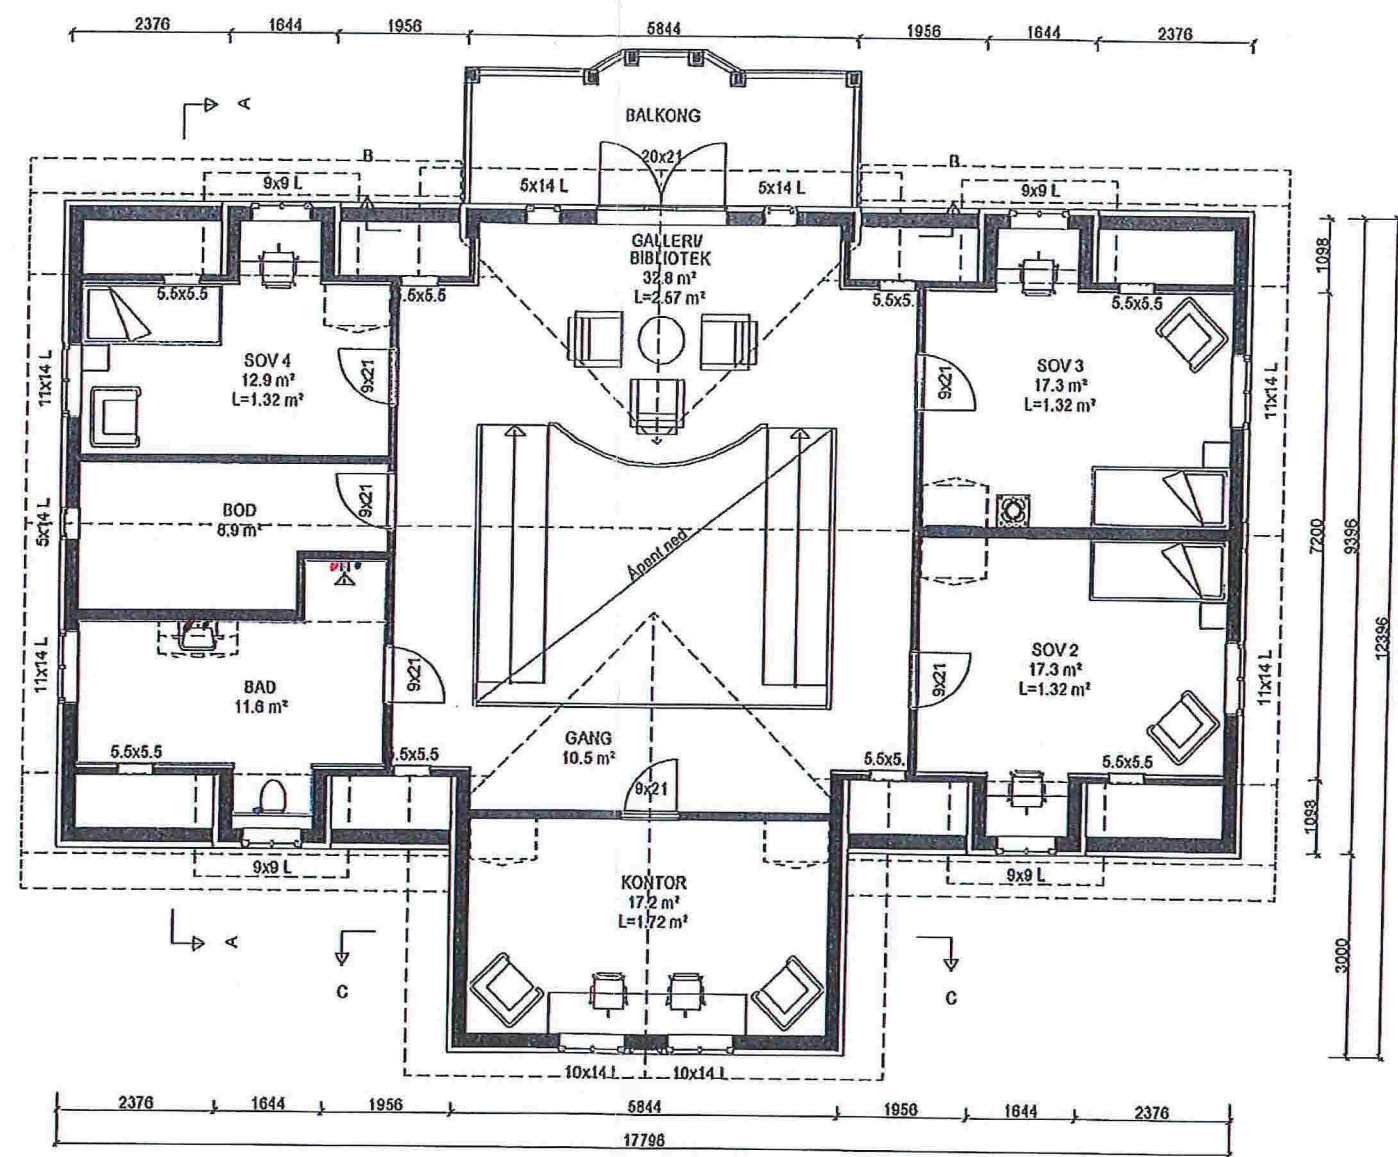 2376 1644 1956 5844 1956 1644 2376
A
BALKONG
B
20x21
B
9x9 L
5x14 L
5x14 L
9x9 L
GALLERI/
BIBLIOTEK
32.8 m²
L=2.67 m²
1098
5.5x5.5
.5x5.5
5.5x5.
5.5x5.5
11x14 L
SOV 4
12.9 m²
L=1.32 m²
9x21
9x21
SOV 3
17.3 m²
L=1.32 m²
11x14 L
5x14 L
BOD
8.9 m²
9x21
7200
9396
12396
Åpent ned
11x14 L
BAD
11.6 m²
9x21
9x21
SOV 2
17.3 m²
L=1.32 m²
11x14 L
5.5x5.5
.5x5.5
GANG
10.5 m²
5.5x5.
5.5x5.5
9x21
1098
9x9 L
KONTOR
17.2 m²
L=1.72 m²
9x9 L
A
C
C
3000
10x14 L 10x14 L
2376 1644 1956 5844 1956 1644 2376
17796